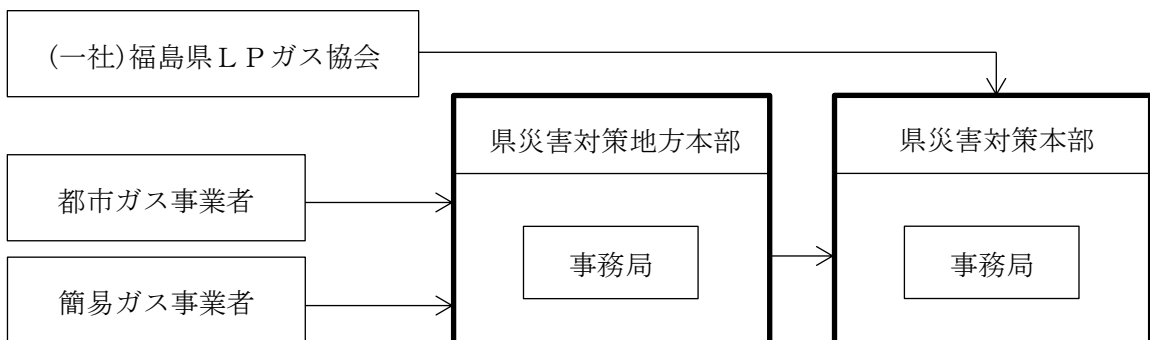 (一社)福島県ＬＰガス協会
県災害対策地方本部
県災害対策本部
都市ガス事業者
事務局
事務局
簡易ガス事業者